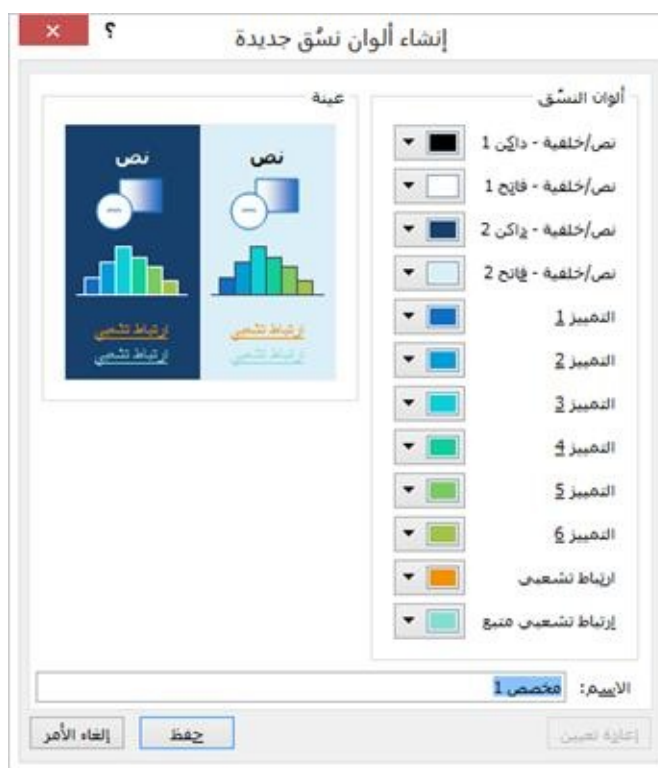 إنشاء ألوان نسُّق جديدة
؟
ألوان النسُّق
نص/خلفية - داكن 1
نص/خلفية - فاتح 1
نص/خلفية - داكن 2
نص/خلفية - فاتح 2
التمييز 1
التمييز 2
التمييز 3
التمييز 4
التمييز 5
التمييز 6
ارتباط تشعبي
إرتباط تشعبي متبع
عينة
نص
ارتباط تشعبي
ارتباط تشعبي
نص
ارتباط تشعبي
ارتباط تشعبي
الاسم: مخصص 1
إعادة تعيين
حفظ
إلغاء الأمر